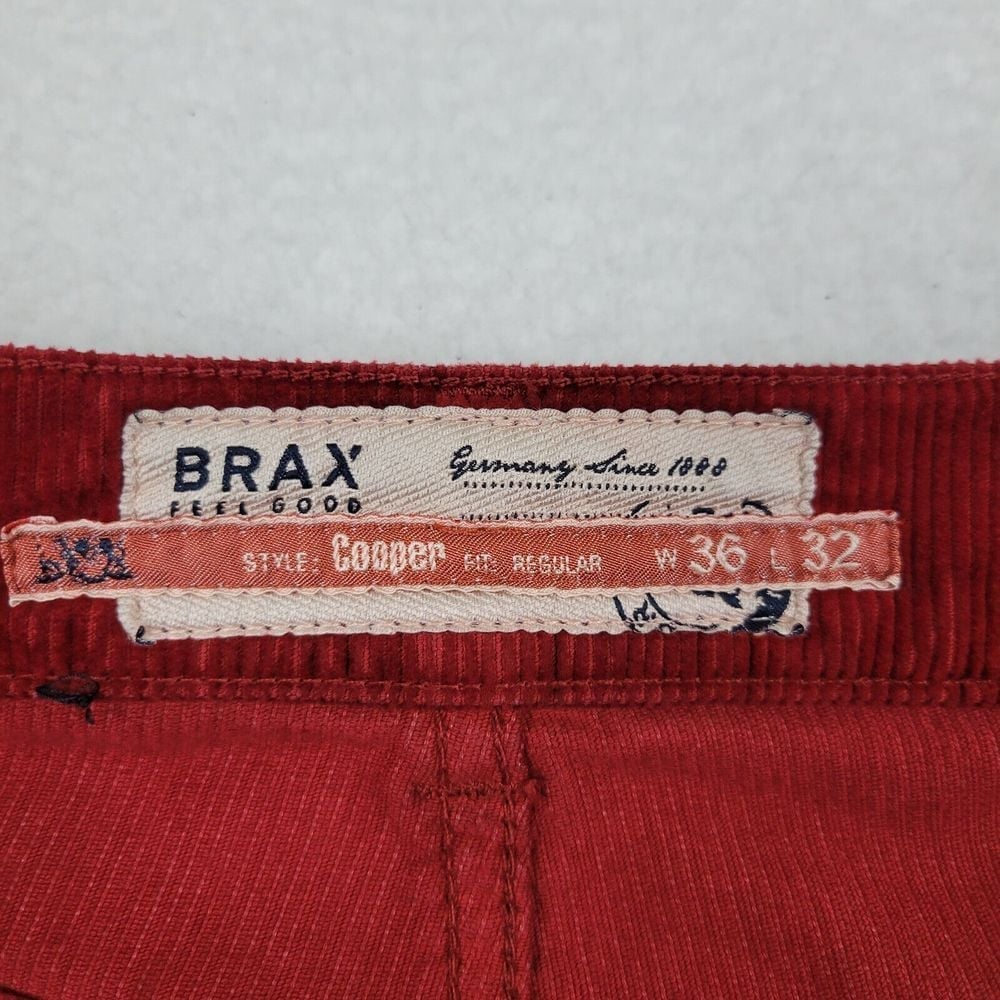 BRAX
FEEL GOOD
Germany Since 1888
STYLE: Cooper FIT: REGULAR W 36 L 32